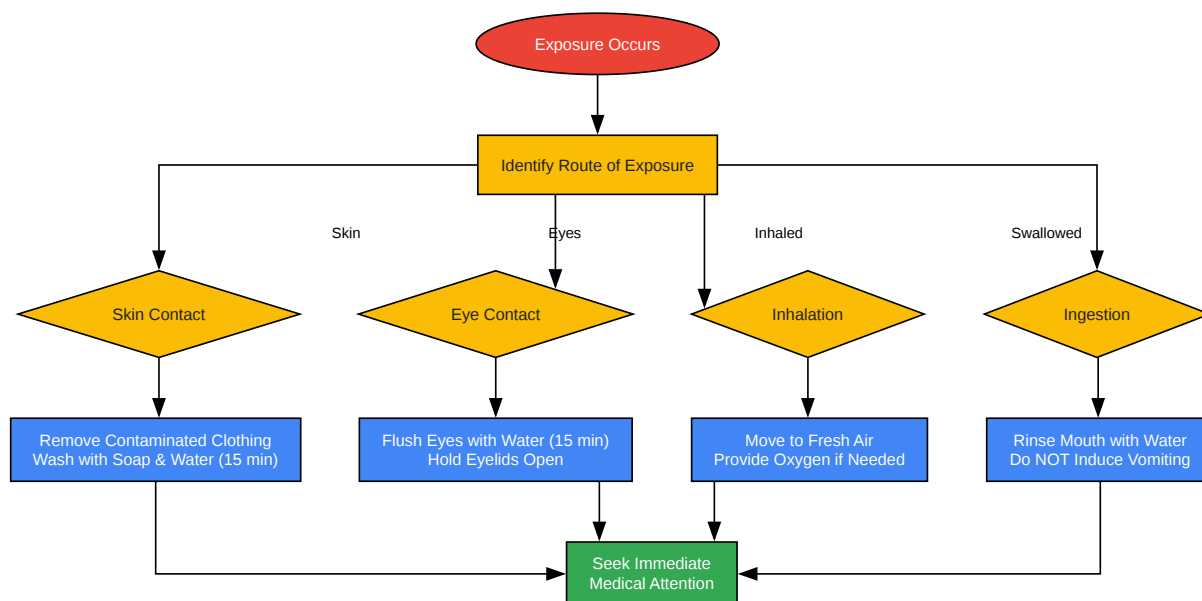 Exposure Occurs
Identify Route of Exposure
Skin
Eyes
Inhaled
Swallowed
Skin Contact
Eye Contact
Inhalation
Ingestion
Remove Contaminated Clothing
Wash with Soap & Water (15 min)
Flush Eyes with Water (15 min)
Hold Eyelids Open
Move to Fresh Air
Provide Oxygen if Needed
Rinse Mouth with Water
Do NOT Induce Vomiting
Seek Immediate
Medical Attention